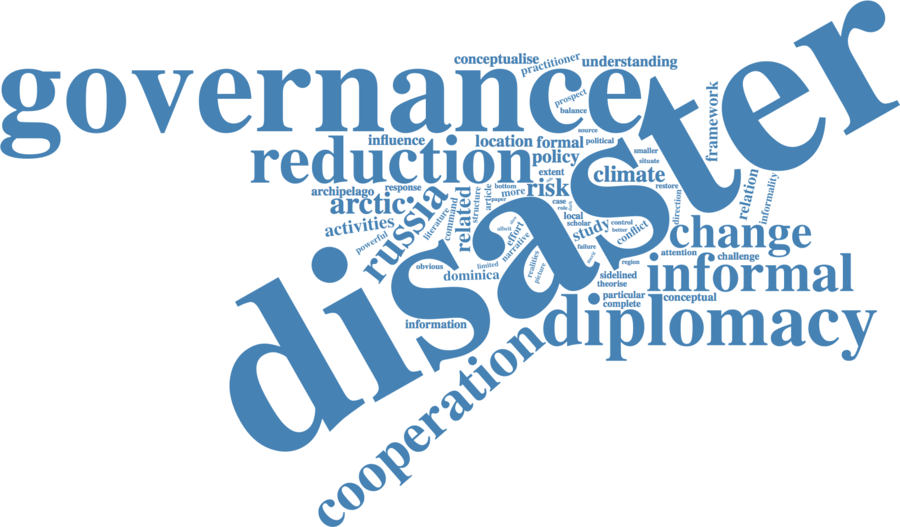 governance
disaster
conceptualise
practitioner
understanding
prospect
balance
source
framework
influence
location
formal
political
reduction
policy
smaller
situate
extent
climate
archipelago
response
risk
restore
arctic
russia
literature
command
related
structure
article
bottom
more
paper
case
role
relation
informality
direction
activities
powerful
local
scholar
study
control
better
conflict
albeit
effort
narrative
change
failure
attention
challenge
obvious
limited
dominica
realities
picture
region
sidelined
theorise
informal
particular
complete
conceptual
information
diplomacy
cooperation